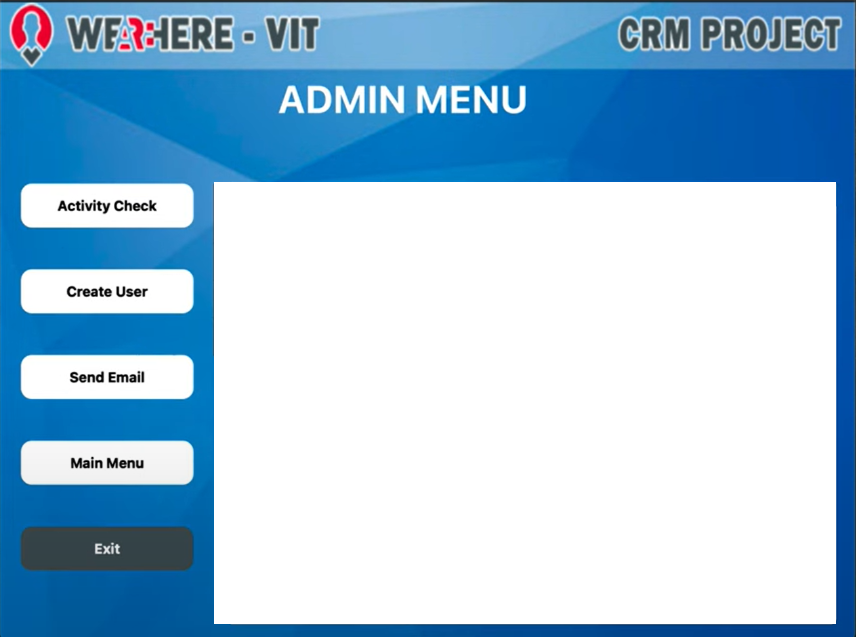 WEARHERE - VIT
CRM PROJECT
ADMIN MENU
Activity Check
Create User
Send Email
Main Menu
Exit